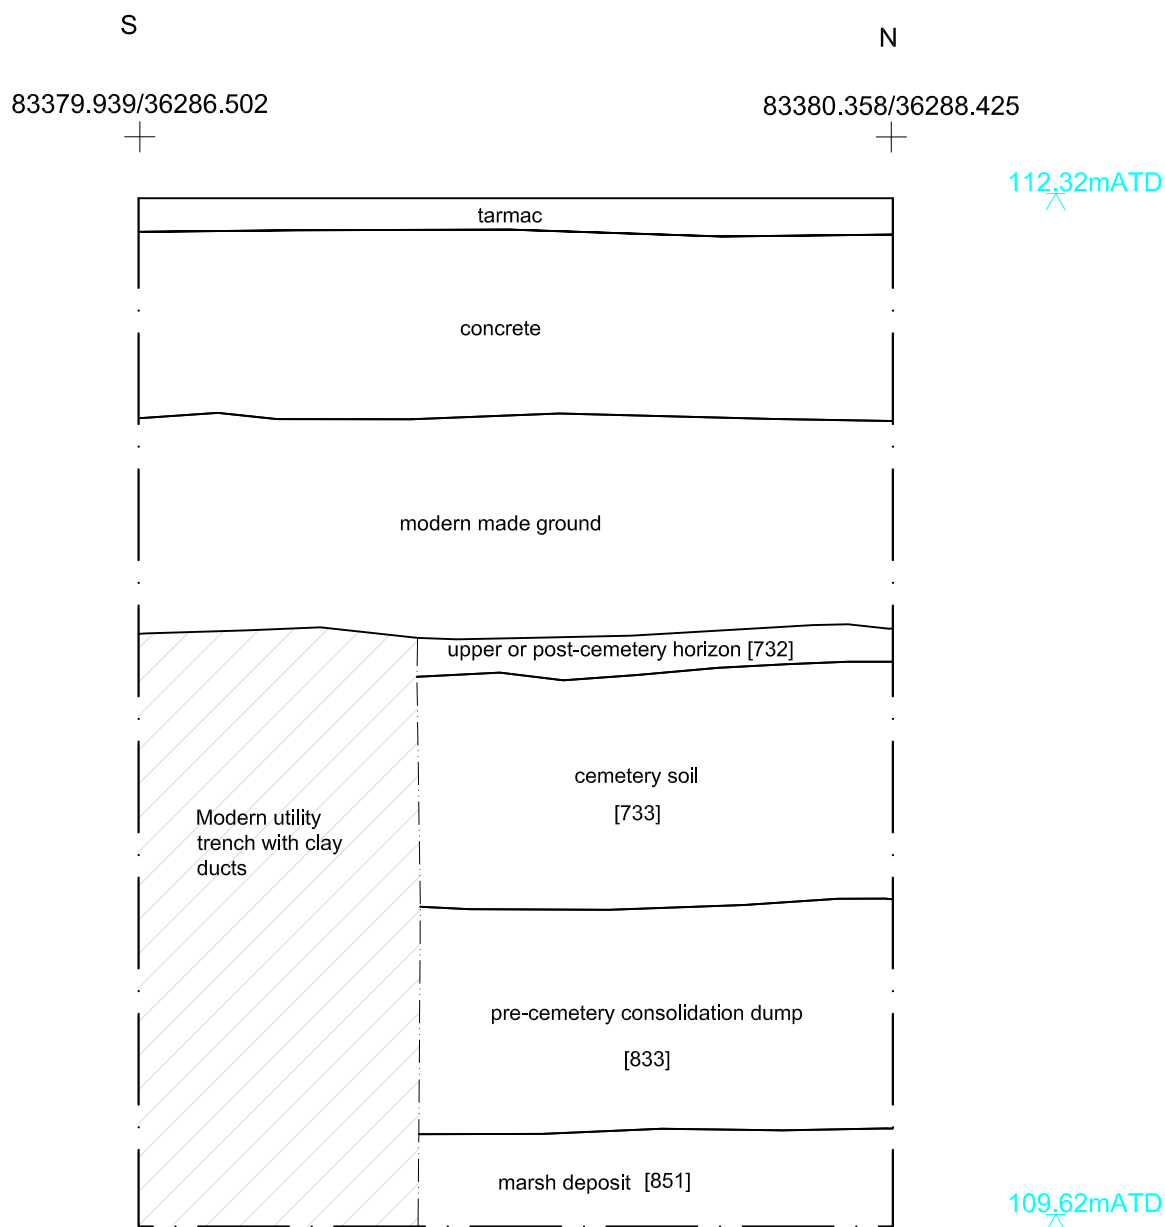 S
N
83379.939/36286.502
83380.358/36288.425
112.32mATD
tarmac
concrete
modern made ground
upper or post-cemetery horizon [732]
cemetery soil
[733]
Modern utility
trench with clay
ducts
pre-cemetery consolidation dump
[833]
marsh deposit [851]
109.62mATD